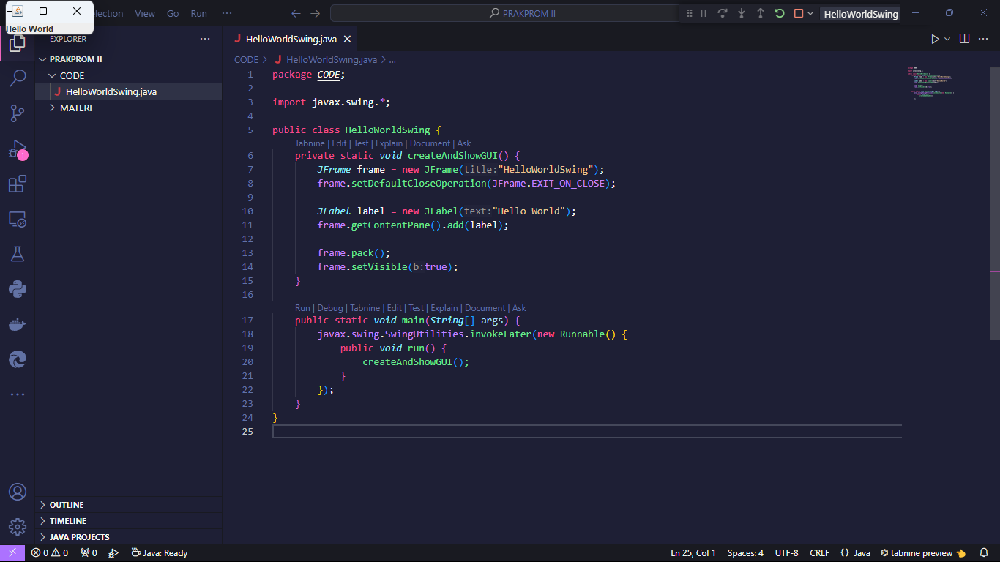 Selection View Go Run ···
PRAKPROM II
HelloWorldSwing
Hello World
EXPLORER
PRAKPROM II
CODE
HelloWorldSwing.java
MATERI
OUTLINE
TIMELINE
JAVA PROJECTS
1
J HelloWorldSwing.java
CODE > J HelloWorldSwing.java > ...
1 package CODE;
2
3 import javax.swing.*;
4
5 public class HelloWorldSwing {
Tabnine | Edit | Test | Explain | Document | Ask
6 private static void createAndShowGUI() {
7 JFrame frame = new JFrame(title:"HelloWorldSwing");
8 frame.setDefaultCloseOperation(JFrame.EXIT_ON_CLOSE);
9
10 JLabel label = new JLabel(text:"Hello World");
11 frame.getContentPane().add(label);
12
13 frame.pack();
14 frame.setVisible(b:true);
15 }
16
Run | Debug | Tabnine | Edit | Test | Explain | Document | Ask
17 public static void main(String[] args) {
18 javax.swing.SwingUtilities.invokeLater(new Runnable() {
19 public void run() {
20 createAndShowGUI();
21 }
22 });
23 }
24 }
25
0 0 0 Java: Ready Ln 25, Col 1 Spaces: 4 UTF-8 CRLF {} Java tabnine preview 👈